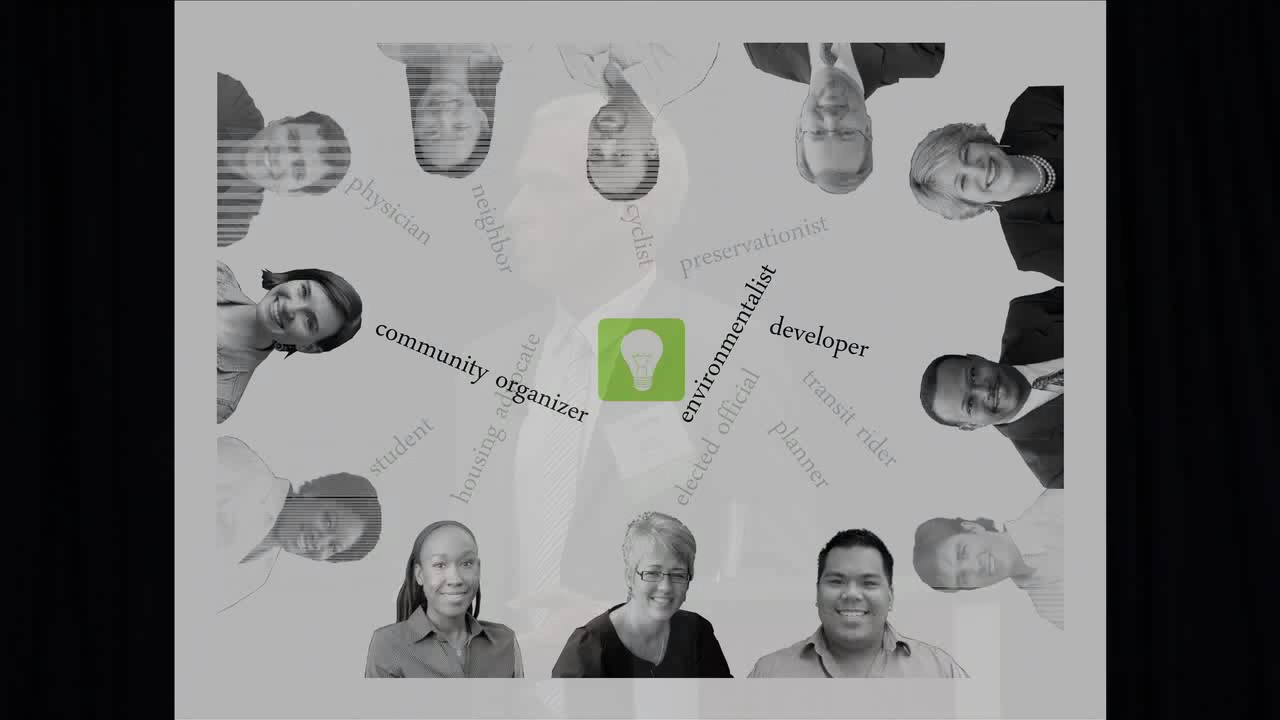 physician
neighbor
cyclist
preservationist
environmentalist
developer
community organizer
housing advocate
student
elected official
transit rider
planner